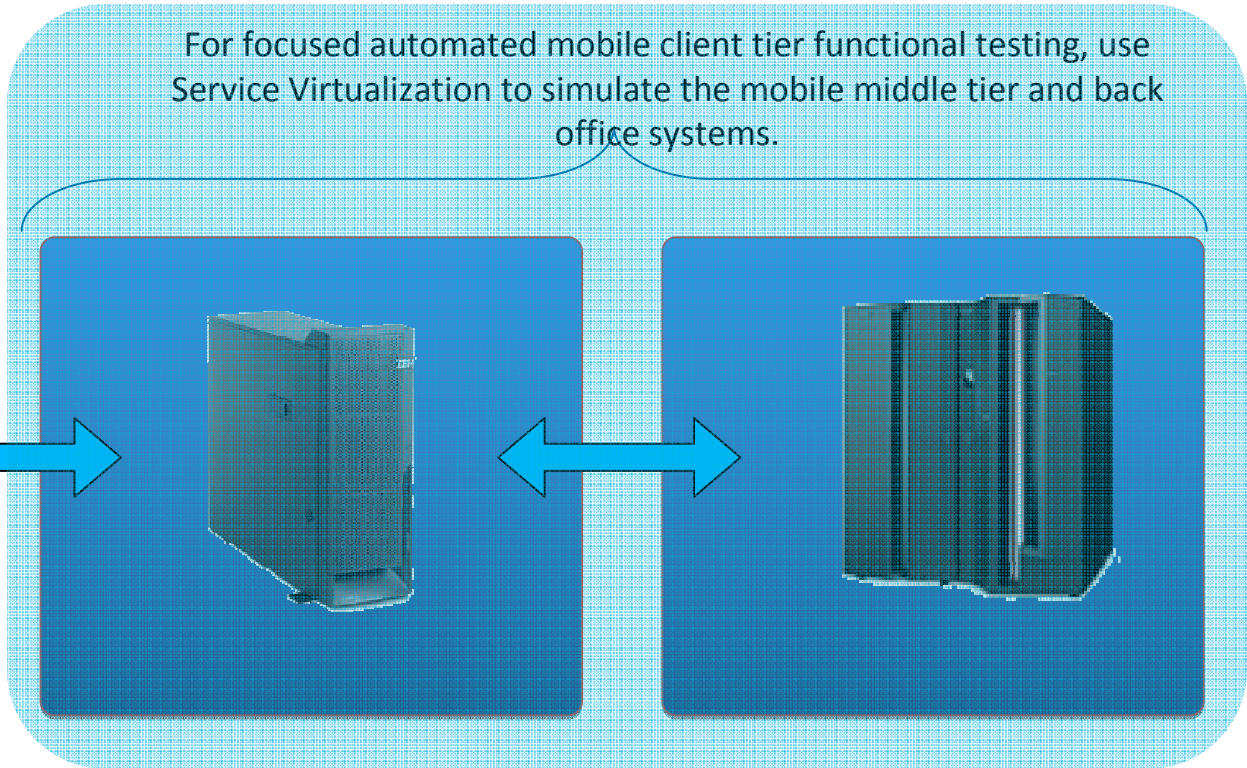 For focused automated mobile client tier functional testing, use
Service Virtualization to simulate the mobile middle tier and back
office systems.